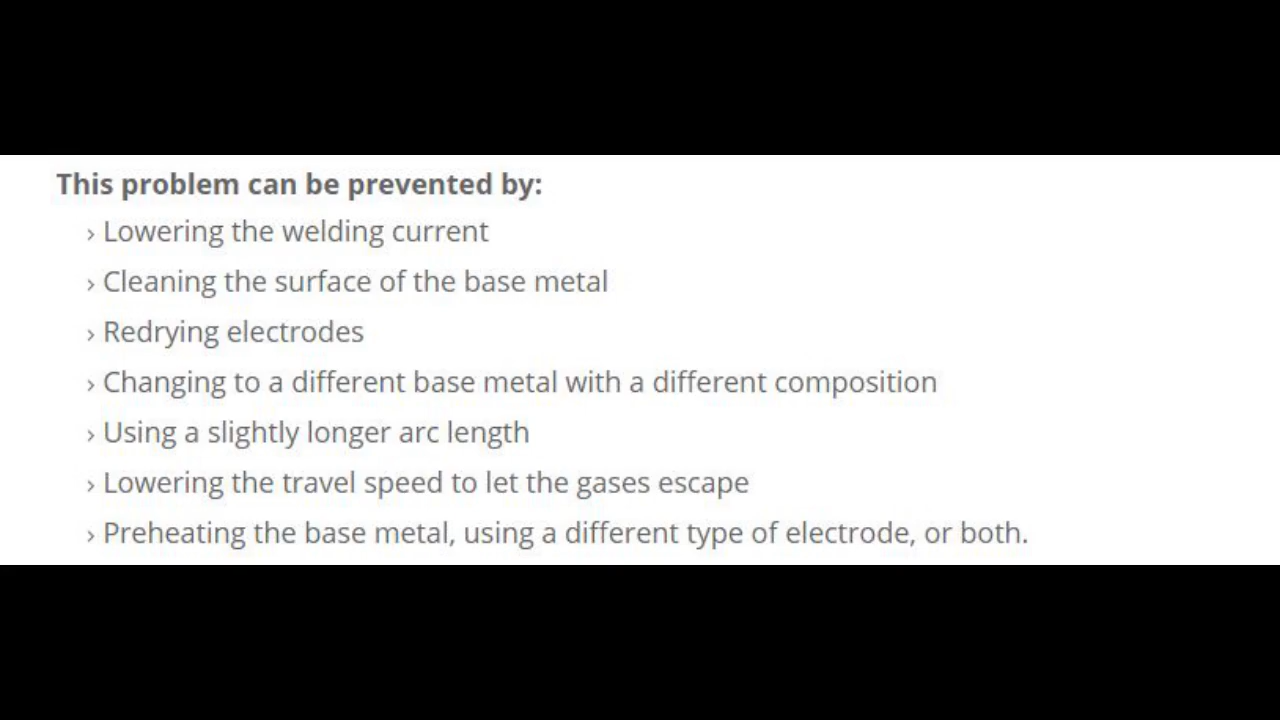 This problem can be prevented by:
› Lowering the welding current
› Cleaning the surface of the base metal
› Redrying electrodes
› Changing to a different base metal with a different composition
› Using a slightly longer arc length
› Lowering the travel speed to let the gases escape
› Preheating the base metal, using a different type of electrode, or both.